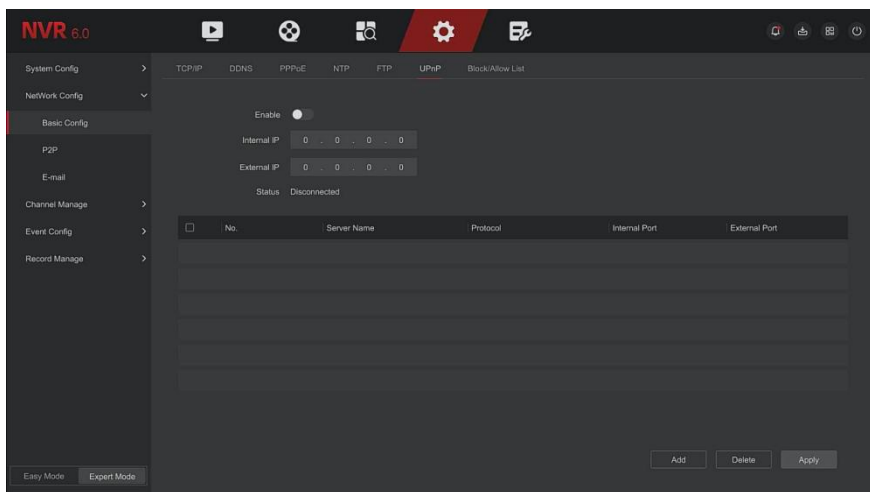 NVR 6.0
System Config
NetWork Config
Basic Config
P2P
E-mail
Channel Manage
Event Config
Record Manage
Easy Mode Expert Mode
TCP/IP DDNS PPPoE NTP FTP UPnP Block/Allow List
Enable
Internal IP 0 . 0 . 0 . 0
External IP 0 . 0 . 0 . 0
Status Disconnected
No. Server Name Protocol Internal Port External Port
Add Delete Apply